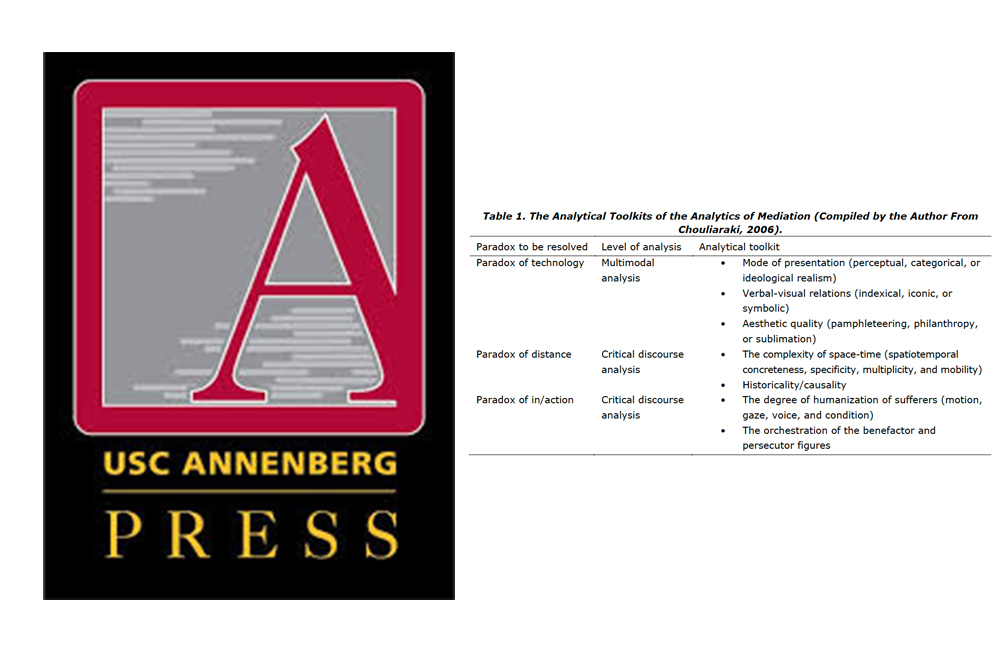 A
USC ANNENBERG
PRESS
Table 1. The Analytical Toolkits of the Analytics of Mediation (Compiled by the Author From
Chouliaraki, 2006).
Paradox to be resolved Level of analysis Analytical toolkit
Paradox of technology Multimodal • Mode of presentation (perceptual, categorical, or
analysis ideological realism)
• Verbal-visual relations (indexical, iconic, or
symbolic)
• Aesthetic quality (pamphleteering, philanthropy,
or sublimation)
Paradox of distance Critical discourse • The complexity of space-time (spatiotemporal
analysis concreteness, specificity, multiplicity, and mobility)
• Historicality/causality
Paradox of in/action Critical discourse • The degree of humanization of sufferers (motion,
analysis gaze, voice, and condition)
• The orchestration of the benefactor and
persecutor figures